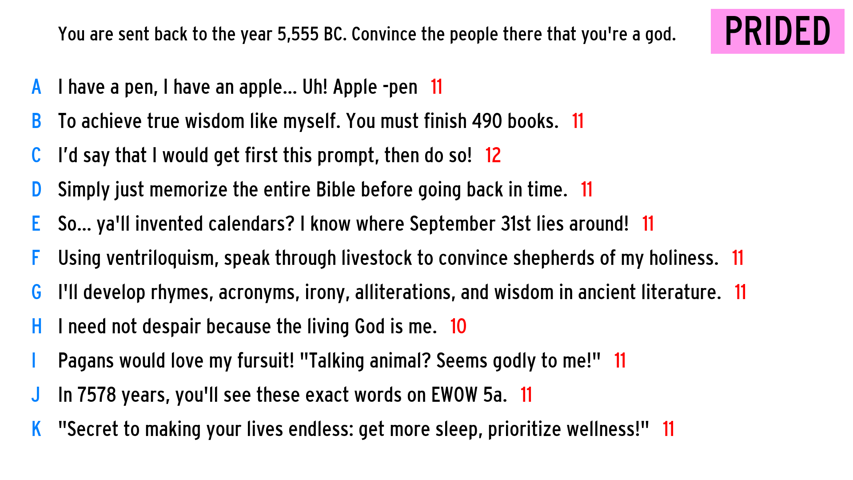 You are sent back to the year 5,555 BC. Convince the people there that you're a god.
PRIDED
A I have a pen, I have an apple... Uh! Apple -pen 11
B To achieve true wisdom like myself. You must finish 490 books. 11
C I'd say that I would get first this prompt, then do so! 12
D Simply just memorize the entire Bible before going back in time. 11
E So... ya'll invented calendars? I know where September 31st lies around! 11
F Using ventriloquism, speak through livestock to convince shepherds of my holiness. 11
G I'll develop rhymes, acronyms, irony, alliterations, and wisdom in ancient literature. 11
H I need not despair because the living God is me. 10
I Pagans would love my fursuit! "Talking animal? Seems godly to me!" 11
J In 7578 years, you'll see these exact words on EWOW 5a. 11
K "Secret to making your lives endless: get more sleep, prioritize wellness!" 11